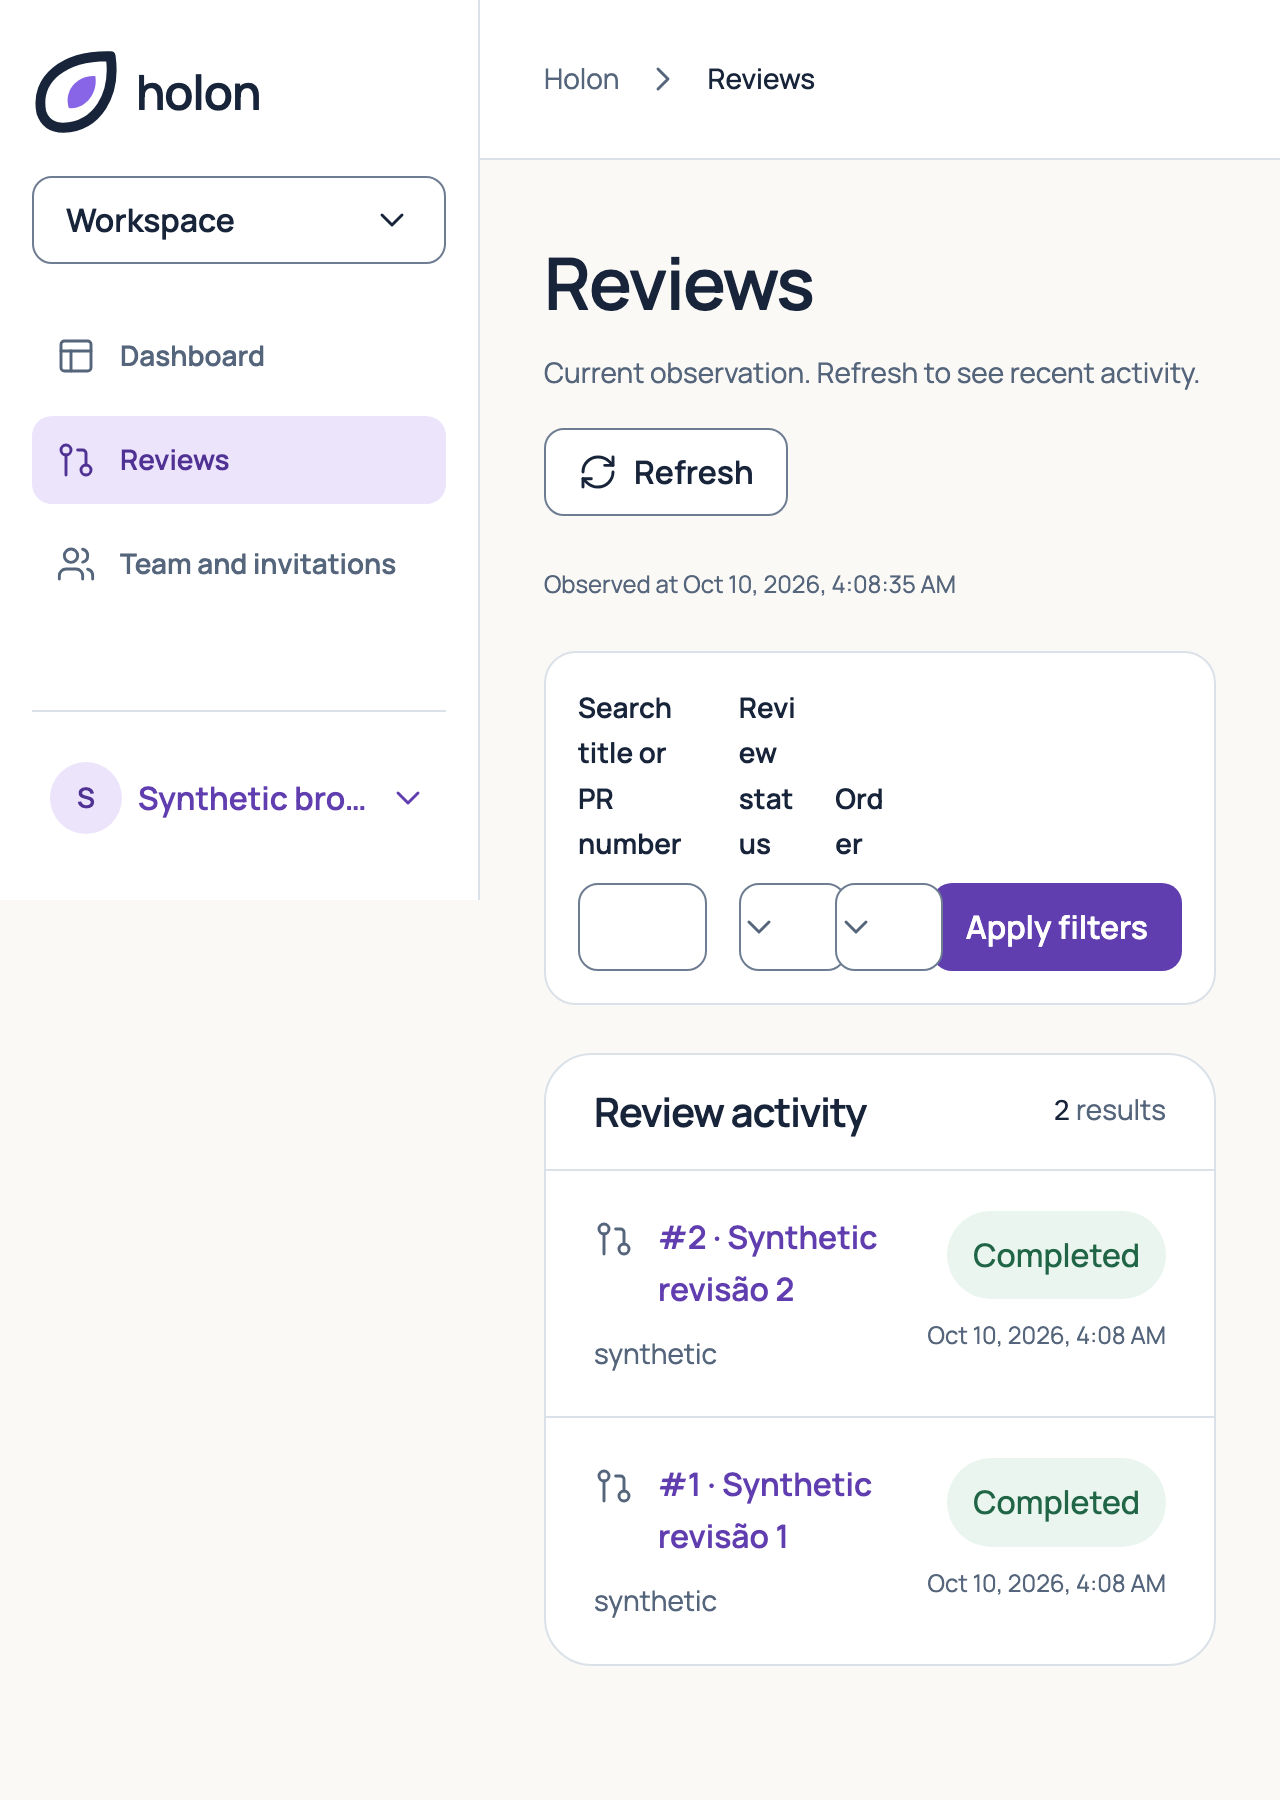 holon
Workspace
Dashboard
Reviews
Team and invitations
S
Synthetic bro...
Holon
Reviews
Reviews
Current observation. Refresh to see recent activity.
Refresh
Observed at Oct 10, 2026, 4:08:35 AM
Search
title or
PR
number
Revi
ew
stat
us
Ord
er
Apply filters
Review activity
2 results
#2 · Synthetic
revisão 2
synthetic
Completed
Oct 10, 2026, 4:08 AM
#1 · Synthetic
revisão 1
synthetic
Completed
Oct 10, 2026, 4:08 AM